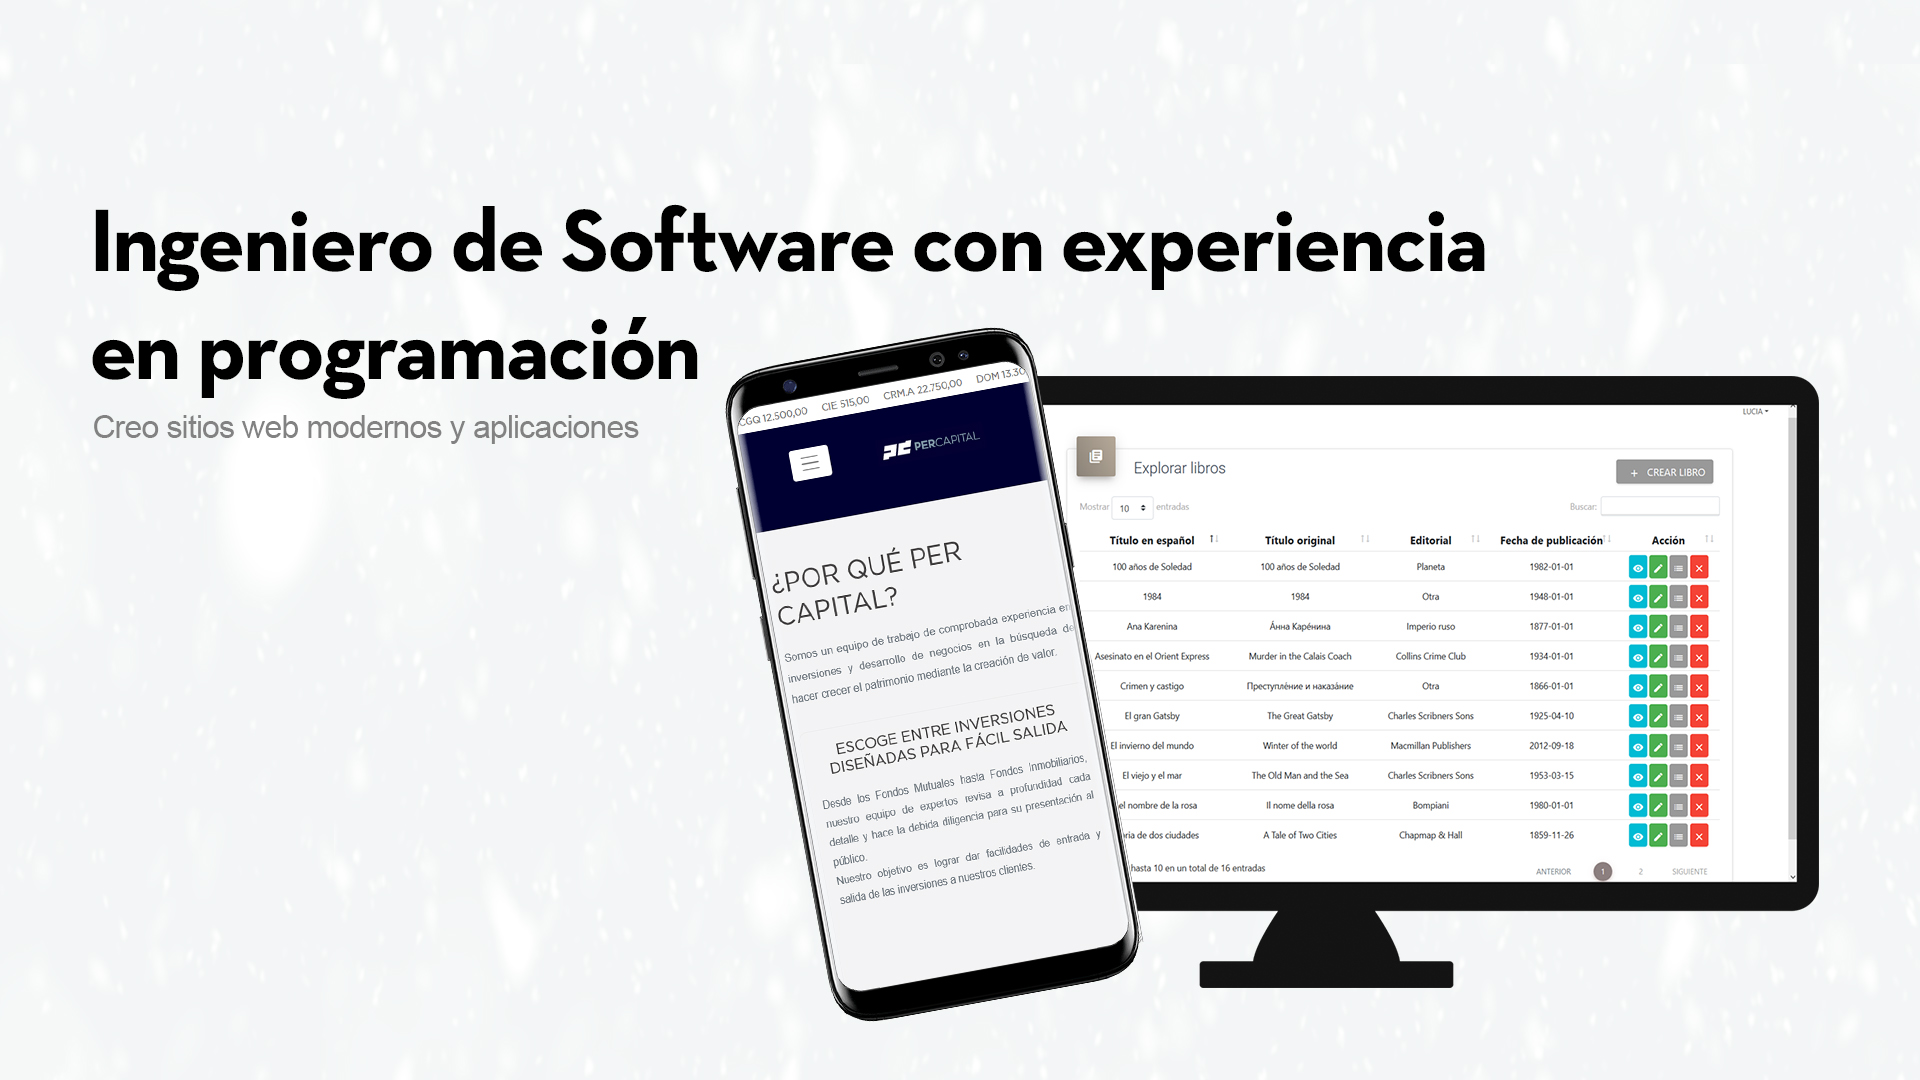 Ingeniero de Software con experiencia
en programación
Creo sitios web modernos y aplicaciones
CGQ 12.500,00 CIE 515,00 CRM.A 22.750,00 DOM 13.30
PERCAPITAL
¿POR QUÉ PER
CAPITAL?
Somos un equipo de trabajo de comprobada experiencia en
inversiones y desarrollo de negocios en la búsqueda de
hacer crecer el patrimonio mediante la creación de valor.
ESCOGE ENTRE INVERSIONES
DISEÑADAS PARA FÁCIL SALIDA
Desde los Fondos Mutuales hasta Fondos Inmobiliarios,
nuestro equipo de expertos revisa a profundidad cada
detalle y hace la debida diligencia para su presentación al
público.
Nuestro objetivo es lograr dar facilidades de entrada y
salida de las inversiones a nuestros clientes.
LUCIA
Explorar libros
+ CREAR LIBRO
Mostrar 10 entradas Buscar:
Título en español Título original Editorial Fecha de publicación Acción
100 años de Soledad 100 años de Soledad Planeta 1982-01-01
1984 1984 Otra 1948-01-01
Ana Karenina А́нна Каре́нина Imperio ruso 1877-01-01
Asesinato en el Orient Express Murder in the Calais Coach Collins Crime Club 1934-01-01
Crimen y castigo Преступле́ние и наказа́ние Otra 1866-01-01
El gran Gatsby The Great Gatsby Charles Scribners Sons 1925-04-10
El invierno del mundo Winter of the world Macmillan Publishers 2012-09-18
El viejo y el mar The Old Man and the Sea Charles Scribners Sons 1953-03-15
el nombre de la rosa Il nome della rosa Bompiani 1980-01-01
ria de dos ciudades A Tale of Two Cities Chapmap & Hall 1859-11-26
hasta 10 en un total de 16 entradas
ANTERIOR 1 2 SIGUIENTE